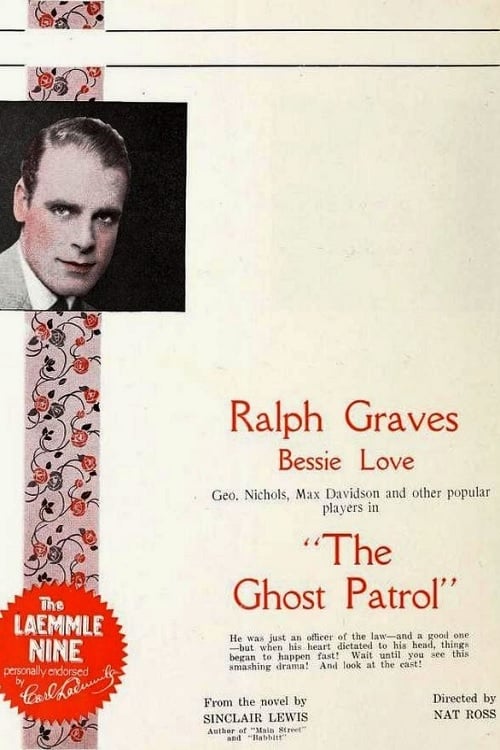 Ralph Graves
Bessie Love
Geo. Nichols, Max Davidson and other popular
players in
"The
Ghost Patrol"
He was just an officer of the law—and a good one
—but when his heart dictated to his head, things
began to happen fast! Wait until you see this
smashing drama! And look at the cast!
From the novel by
SINCLAIR LEWIS
Author of "Main Street"
and "Babbitt"
Directed by
NAT ROSS
The
LAEMMLE
NINE
personally endorsed
by
Carl Laemmle